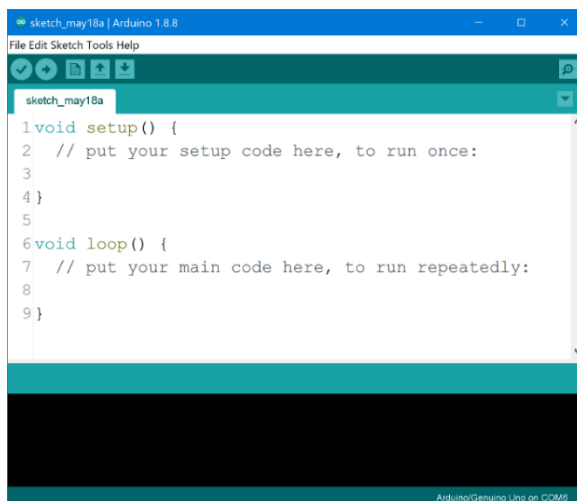 sketch_may18a | Arduino 1.8.8
File Edit Sketch Tools Help
sketch_may18a
1 void setup() {
2   // put your setup code here, to run once:
3
4 }
5
6 void loop() {
7   // put your main code here, to run repeatedly:
8
9 }
Arduino/Genuino Uno on COM6